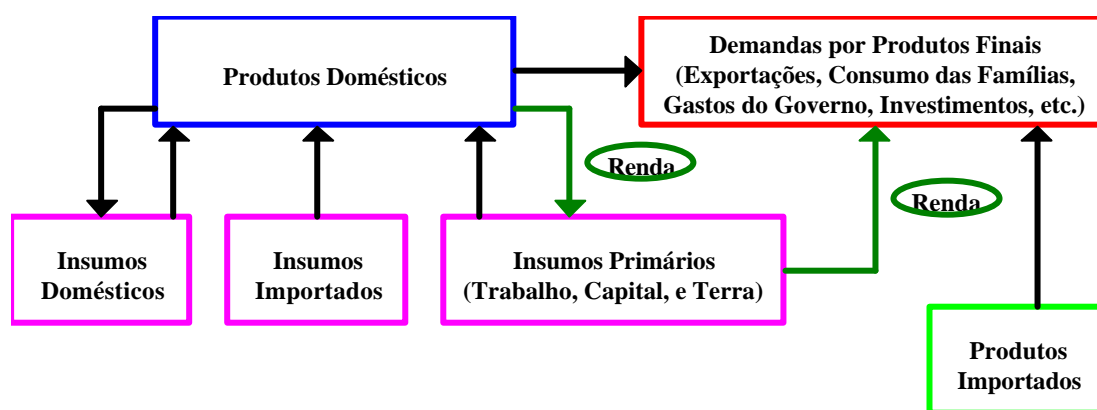 Produtos Domésticos
Demandas por Produtos Finais
(Exportações, Consumo das Famílias,
Gastos do Governo, Investimentos, etc.)
Renda
Renda
Insumos
Domésticos
Insumos
Importados
Insumos Primários
(Trabalho, Capital, e Terra)
Produtos
Importados